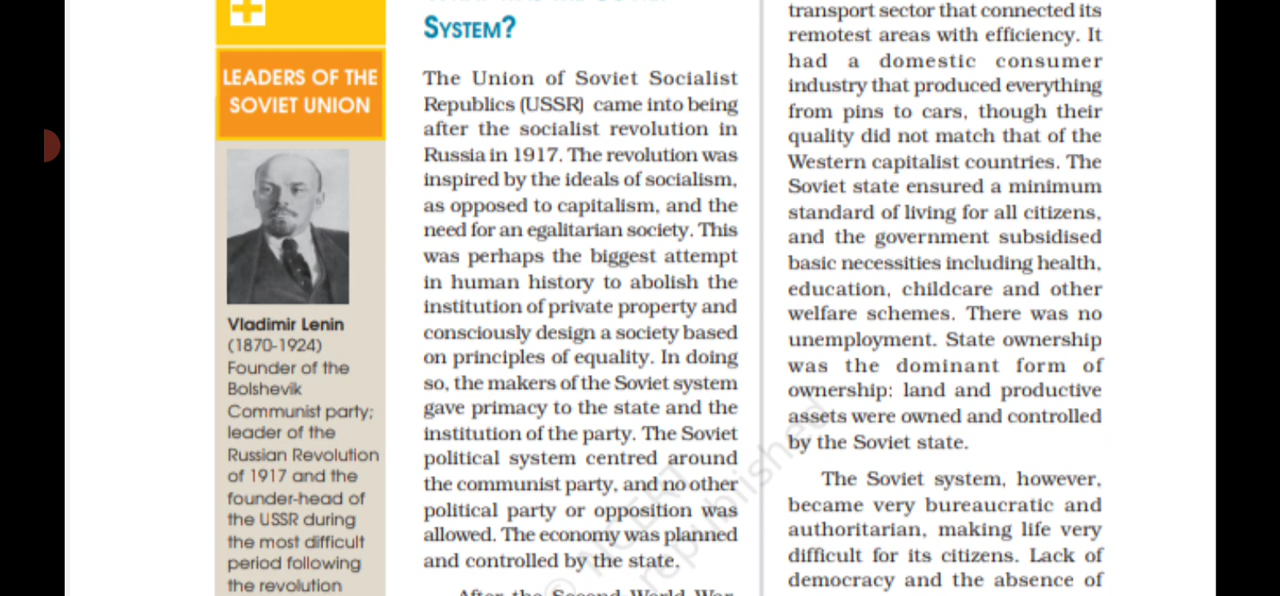 SYSTEM?
LEADERS OF THE
SOVIET UNION
Vladimir Lenin
(1870-1924)
Founder of the
Bolshevik
Communist party;
leader of the
Russian Revolution
of 1917 and the
founder-head of
the USSR during
the most difficult
period following
the revolution
The Union of Soviet Socialist
Republics (USSR) came into being
after the socialist revolution in
Russia in 1917. The revolution was
inspired by the ideals of socialism,
as opposed to capitalism, and the
need for an egalitarian society. This
was perhaps the biggest attempt
in human history to abolish the
institution of private property and
consciously design a society based
on principles of equality. In doing
so, the makers of the Soviet system
gave primacy to the state and the
institution of the party. The Soviet
political system centred around
the communist party, and no other
political party or opposition was
allowed. The economy was planned
and controlled by the state.
After the Second World War,
transport sector that connected its
remotest areas with efficiency. It
had a domestic consumer
industry that produced everything
from pins to cars, though their
quality did not match that of the
Western capitalist countries. The
Soviet state ensured a minimum
standard of living for all citizens,
and the government subsidised
basic necessities including health,
education, childcare and other
welfare schemes. There was no
unemployment. State ownership
was the dominant form of
ownership: land and productive
assets were owned and controlled
by the Soviet state.
The Soviet system, however,
became very bureaucratic and
authoritarian, making life very
difficult for its citizens. Lack of
democracy and the absence of
© NCERT
republished